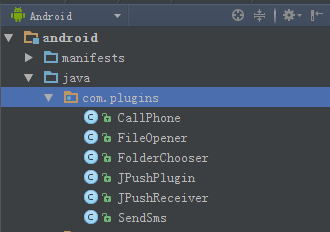 Android
android
manifests
java
com.plugins
CallPhone
FileOpener
FolderChooser
JPushPlugin
JPushReceiver
SendSms